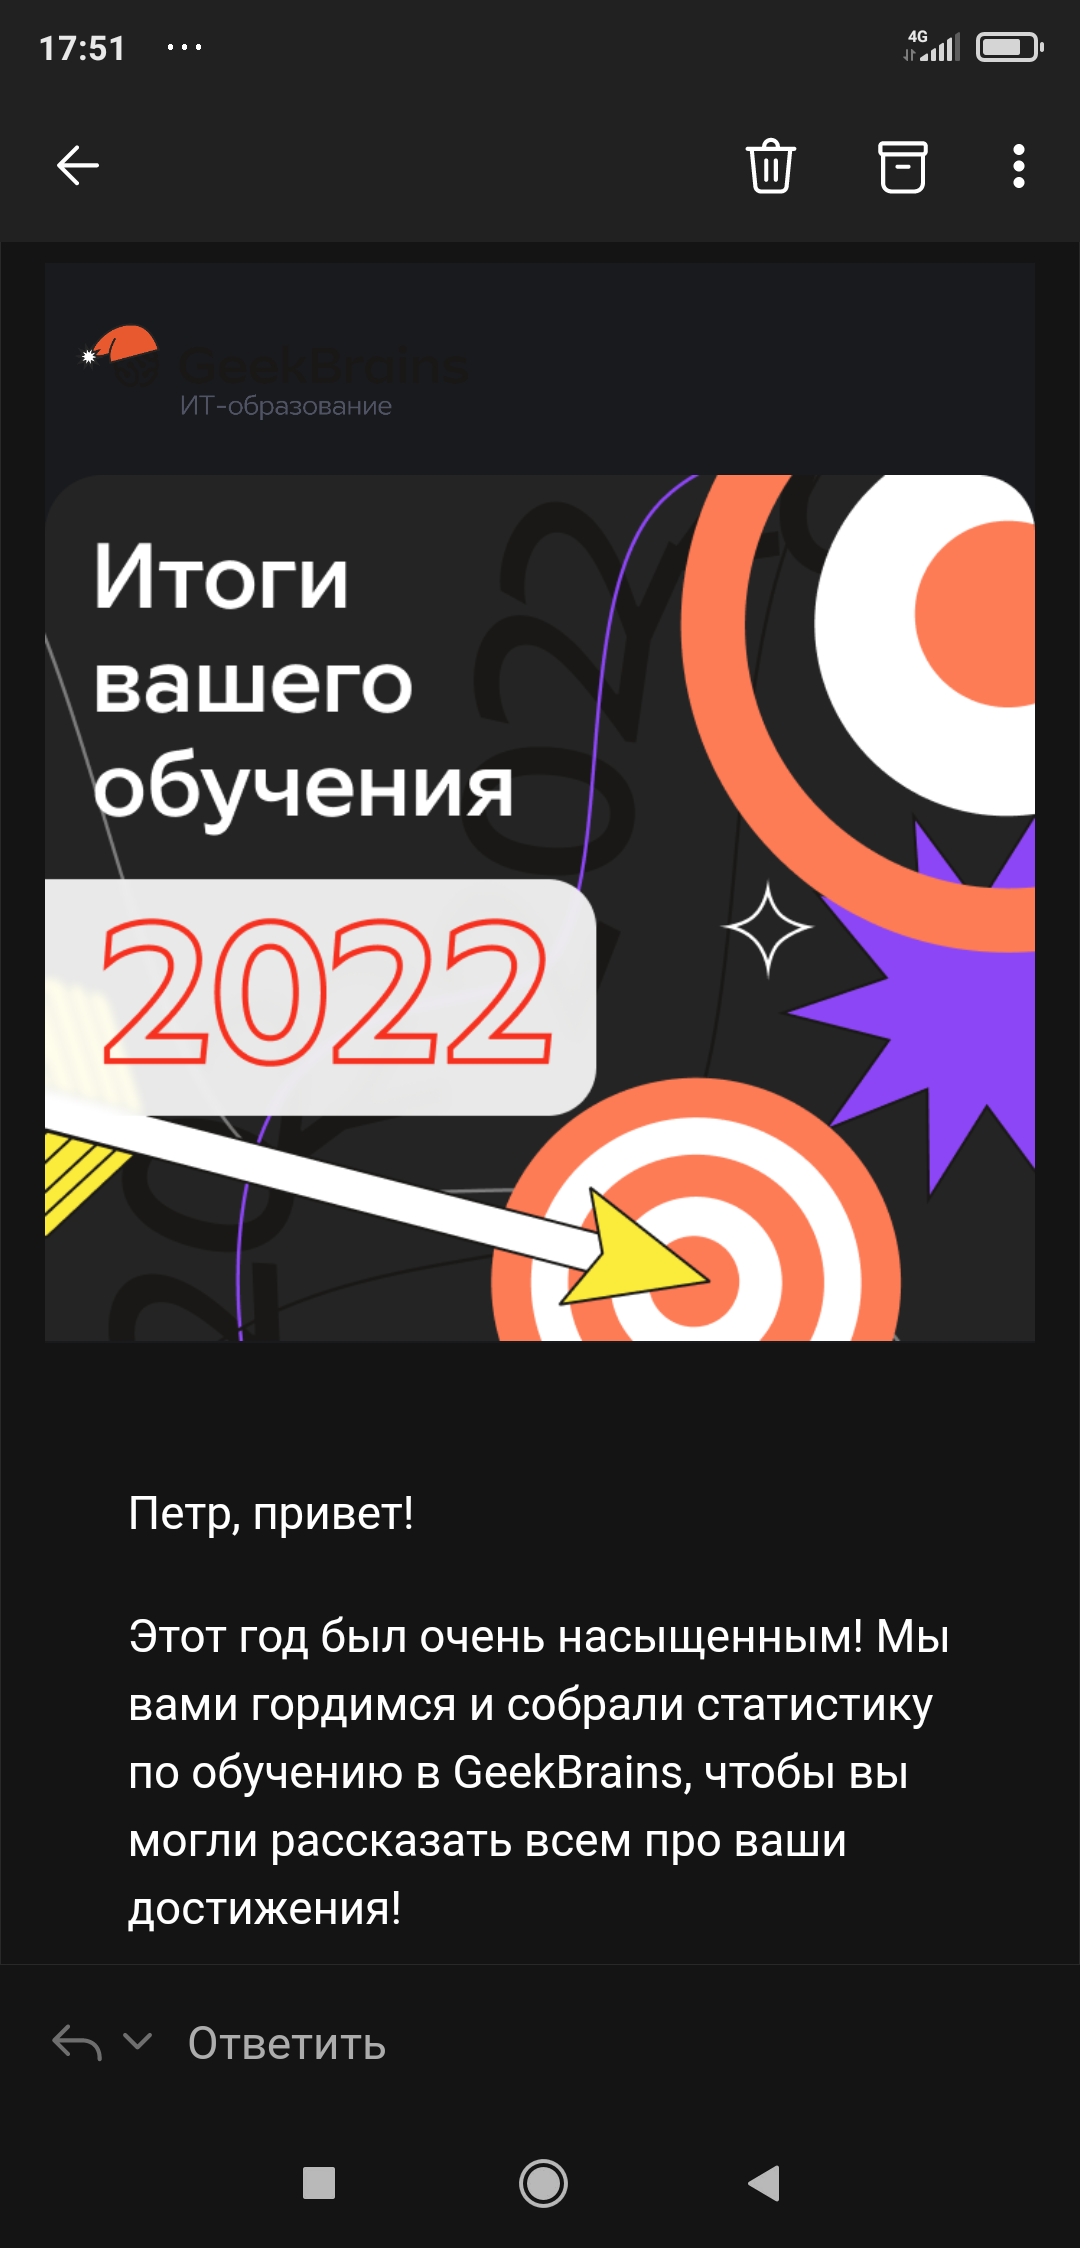 17:51
4G
GeekBrains
ИТ-образование
Итоги
вашего
обучения
2022
2022
Петр, привет!
Этот год был очень насыщенным! Мы
вами гордимся и собрали статистику
по обучению в GeekBrains, чтобы вы
могли рассказать всем про ваши
достижения!
Ответить